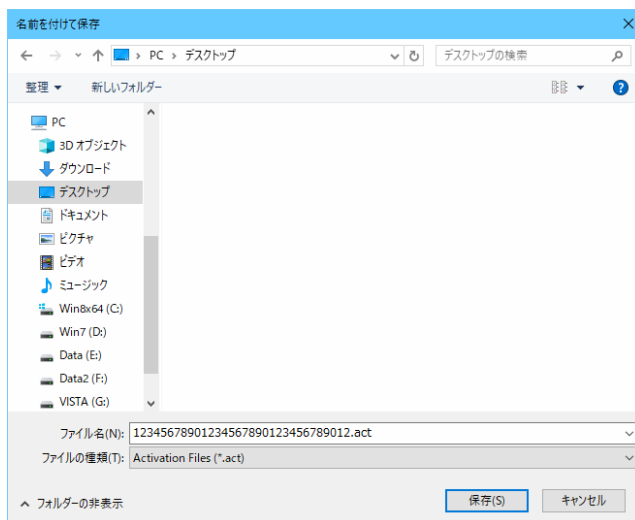 名前を付けて保存
PC › デスクトップ
デスクトップの検索
整理
新しいフォルダー
?
PC
3D オブジェクト
ダウンロード
デスクトップ
ドキュメント
ピクチャ
ビデオ
ミュージック
Win8x64 (C:)
Win7 (D:)
Data (E:)
Data2 (F:)
VISTA (G:)
ファイル名(N): 12345678901234567890123456789012.act
ファイルの種類(T): Activation Files (*.act)
フォルダーの非表示
保存(S)
キャンセル